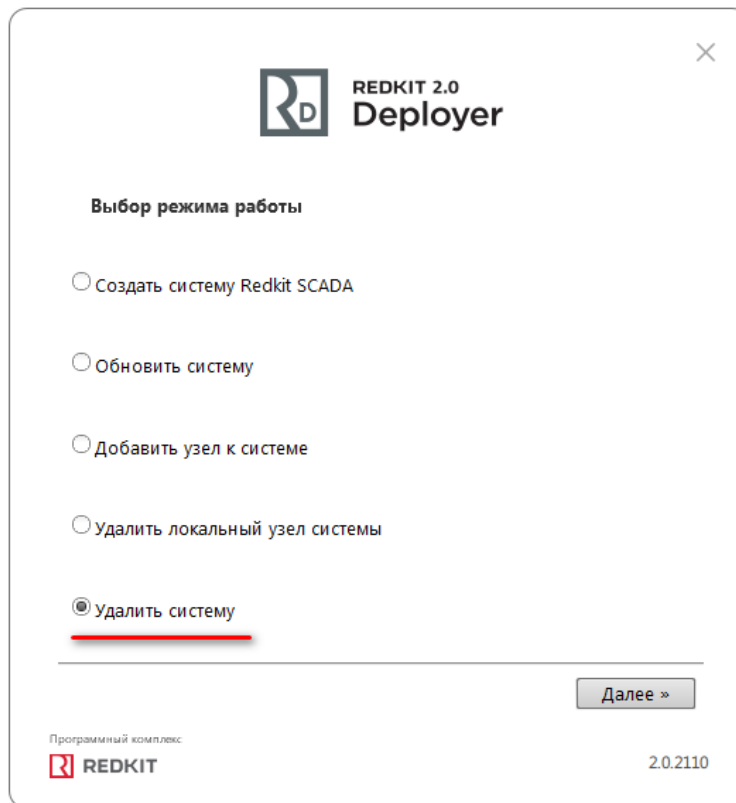 REDKIT 2.0
Deployer
Выбор режима работы
Создать систему Redkit SCADA
Обновить систему
Добавить узел к системе
Удалить локальный узел системы
Удалить систему
Далее »
Программный комплекс
REDKIT
2.0.2110